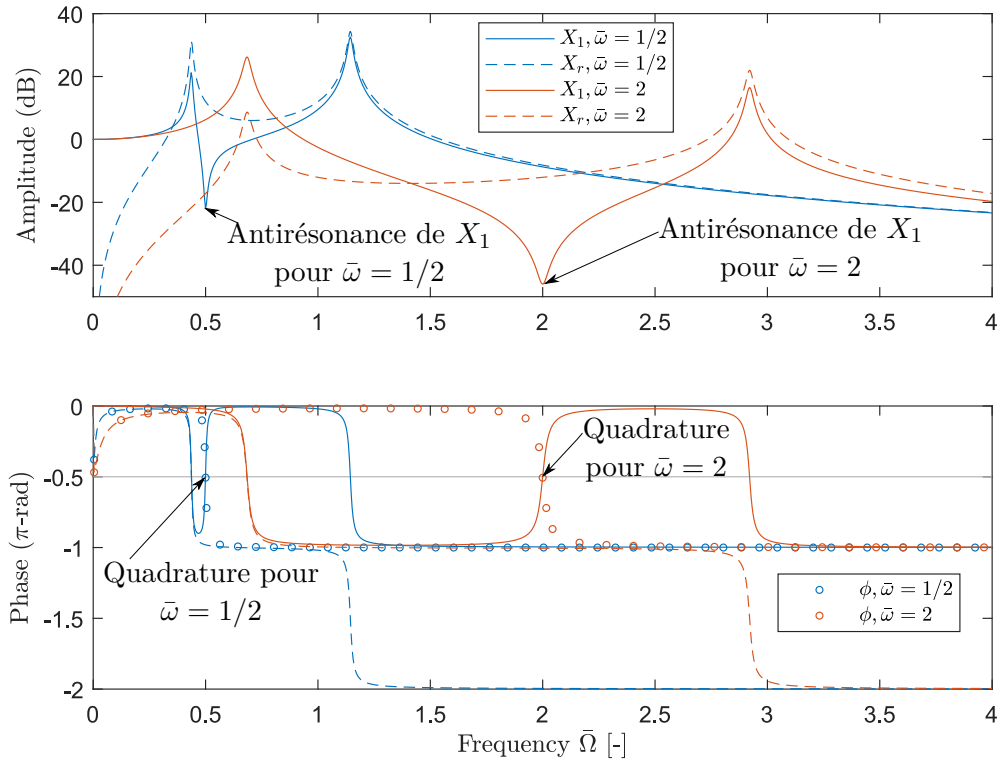 40
20
0
-20
-40
Amplitude (dB)
X₁, ω̄ = 1/2
Xᵣ, ω̄ = 1/2
X₁, ω̄ = 2
Xᵣ, ω̄ = 2
Antirésonance de X₁
pour ω̄ = 1/2
Antirésonance de X₁
pour ω̄ = 2
0 0.5 1 1.5 2 2.5 3 3.5 4
0
-0.5
-1
-1.5
-2
Phase (π-rad)
Quadrature
pour ω̄ = 2
Quadrature pour
ω̄ = 1/2
ϕ, ω̄ = 1/2
ϕ, ω̄ = 2
0 0.5 1 1.5 2 2.5 3 3.5 4
Frequency Ω̄ [-]